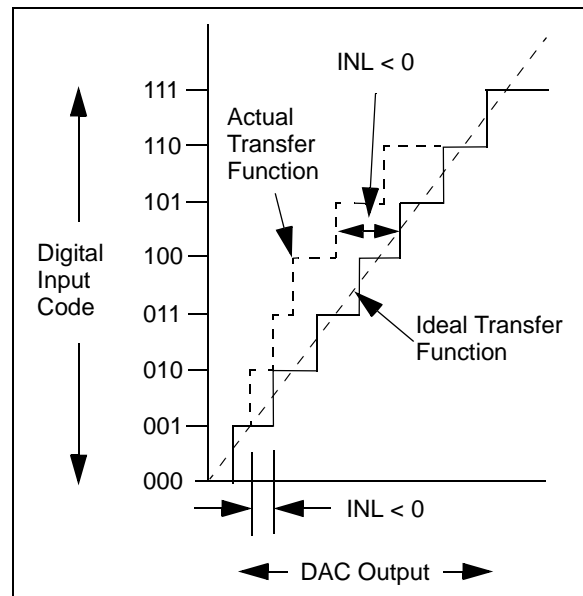 INL < 0
111
Actual
Transfer
Function
110
101
Digital
Input
Code
100
011
Ideal Transfer
Function
010
001
000
INL < 0
DAC Output